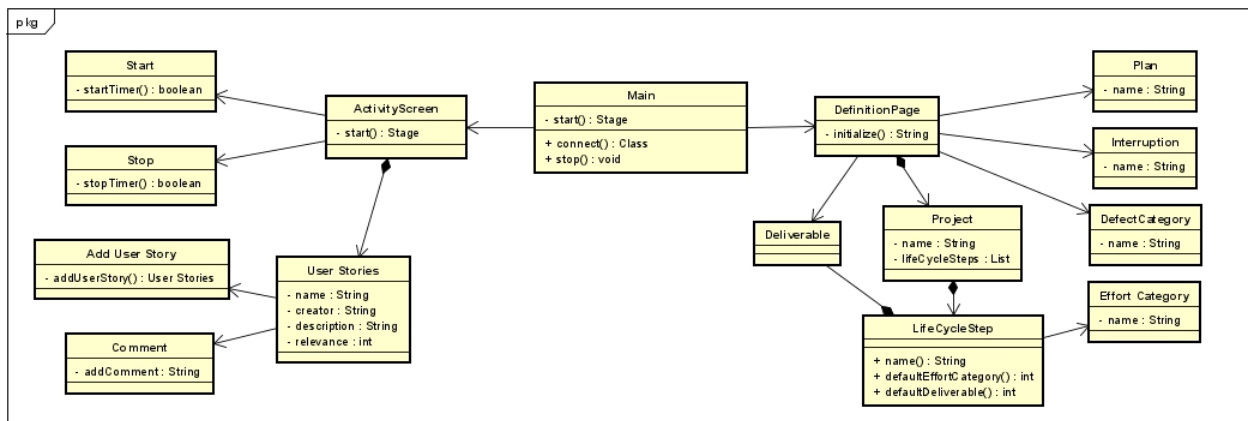 pkg
Start
- startTimer() : boolean
Stop
- stopTimer() : boolean
ActivityScreen
- start() : Stage
Main
- start() : Stage
+ connect() : Class
+ stop() : void
DefinitionPage
- initialize() : String
Plan
- name : String
Interruption
- name : String
DefectCategory
- name : String
Effort Category
- name : String
Deliverable
Project
- name : String
- lifeCycleSteps : List
LifeCycleStep
+ name() : String
+ defaultEffortCategory() : int
+ defaultDeliverable() : int
Add User Story
- addUserStory() : User Stories
User Stories
- name : String
- creator : String
- description : String
- relevance : int
Comment
- addComment : String